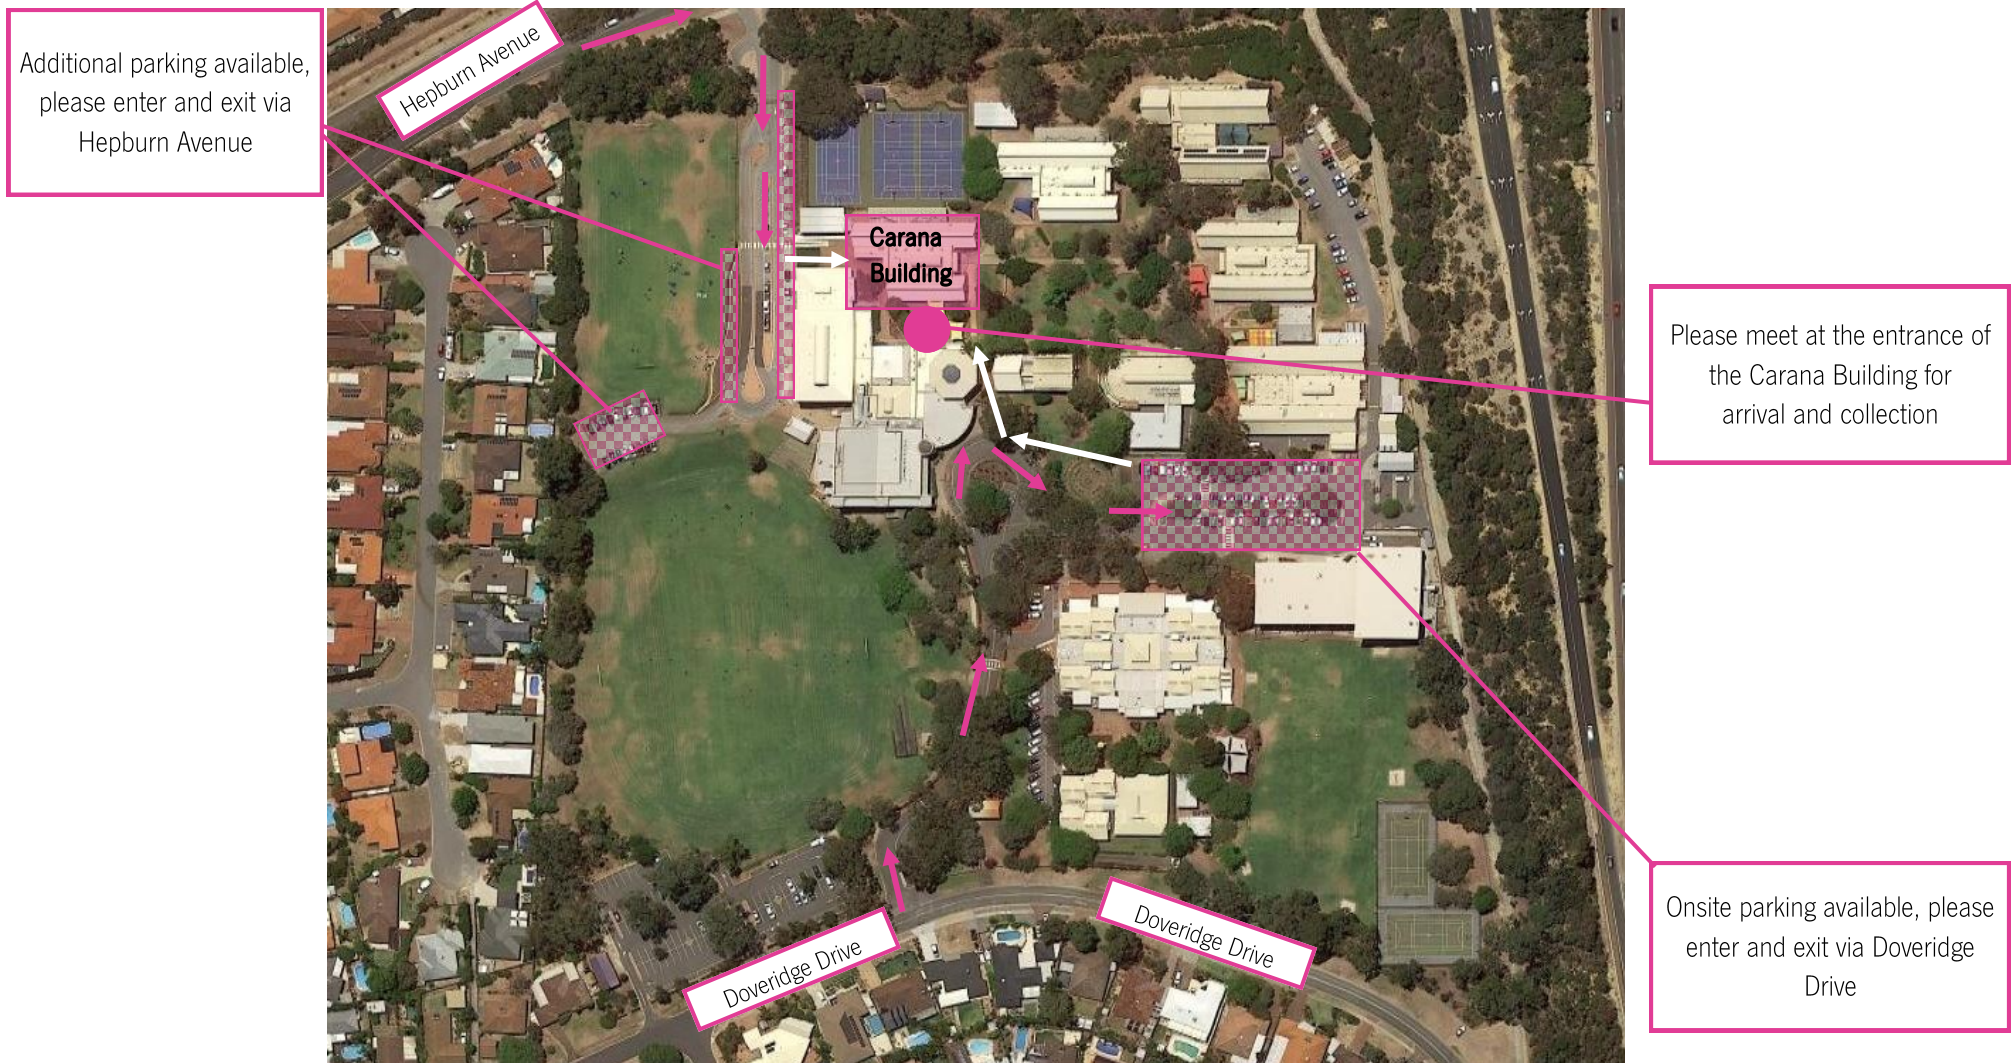 Additional parking available,
please enter and exit via
Hepburn Avenue
Hepburn Avenue
Carana
Building
Please meet at the entrance of
the Carana Building for
arrival and collection
Onsite parking available, please
enter and exit via Doveridge
Drive
Doveridge Drive
Doveridge Drive